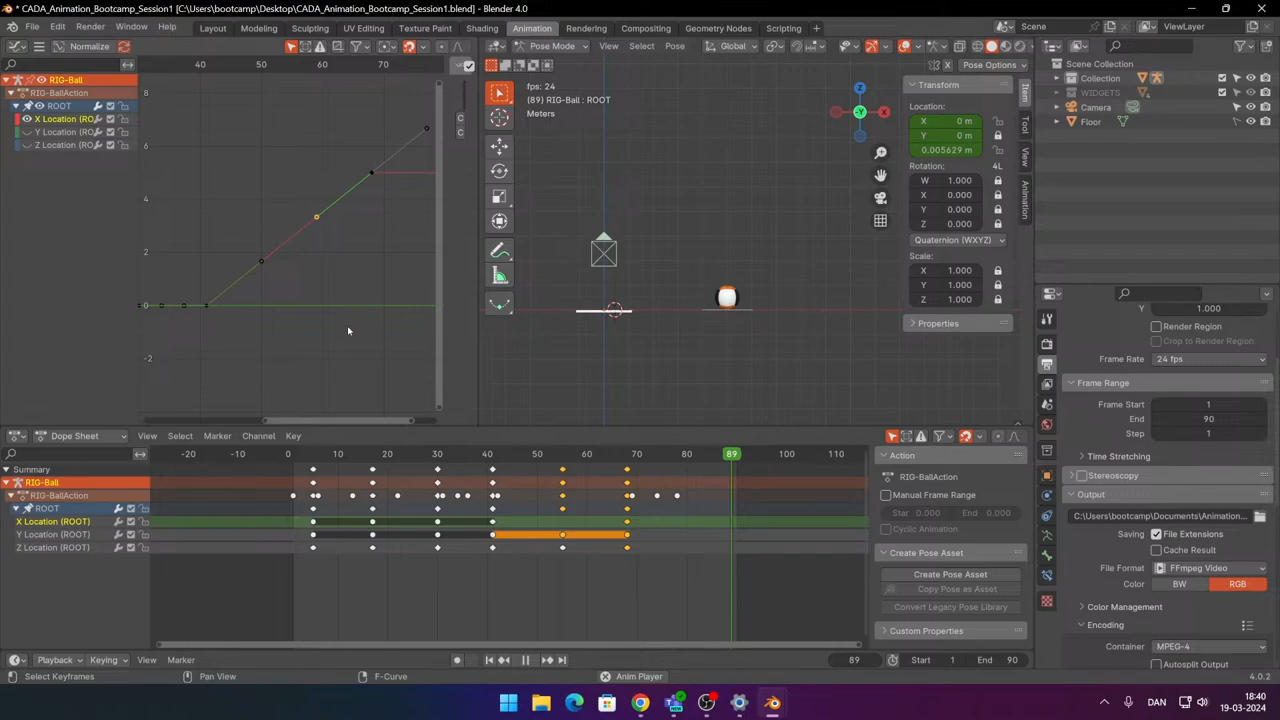 * CADA_Animation_Bootcamp_Session1 [C:\Users\bootcamp\Desktop\CADA_Animation_Bootcamp_Session1.blend] - Blender 4.0
File Edit Render Window Help Layout Modeling Sculpting UV Editing Texture Paint Shading Animation Rendering Compositing Geometry Nodes Scripting Scene ViewLayer
Normalize Pose Mode View Select Pose Global
40 50 60 70 Pose Options
RIG-Ball
RIG-BallAction
ROOT
X Location (RO
Y Location (RO
Z Location (RO
8
6
4
2
0
-2
C
C
fps: 24
(89) RIG-Ball : ROOT
Meters
Z
X
-Y
Transform
Location:
X 0 m
Y 0 m
0.005629 m
Rotation: 4L
W 1.000
X 0.000
Y 0.000
Z 0.000
Quaternion (WXYZ)
Scale:
X 1.000
Y 1.000
Z 1.000
Properties
Item
Tool
View
Animation
Scene Collection
Collection
WIDGETS
Camera
Floor
Y 1.000
Render Region
Crop to Render Region
Frame Rate 24 fps
Frame Range
Frame Start 1
End 90
Step 1
Time Stretching
Stereoscopy
Output
C:\Users\bootcamp\Documents\Animation...
Saving File Extensions
Cache Result
File Format FFmpeg Video
Color BW RGB
Color Management
Encoding
Container MPEG-4
Autosplit Output
Dope Sheet View Select Marker Channel Key
-20 -10 0 10 20 30 40 50 60 70 80 89 100 110
Summary
RIG-Ball
RIG-BallAction
ROOT
X Location (ROOT)
Y Location (ROOT)
Z Location (ROOT)
Action
RIG-BallAction
Manual Frame Range
Star 0.000 0.000
Cyclic Animation
Create Pose Asset
Create Pose Asset
Copy Pose as Asset
Convert Legacy Pose Library
Custom Properties
Playback Keying View Marker 89 Start 1 End 90
Select Keyframes Pan View F-Curve Anim Player 4.0.2
NEW
DAN
18:40
19-03-2024